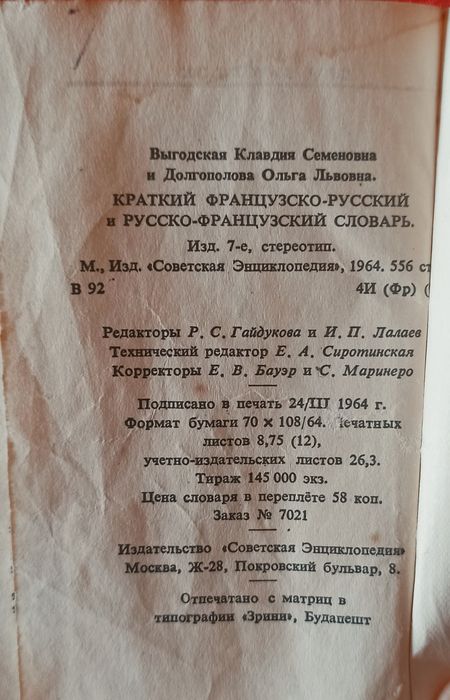 Выгодская Клавдия Семеновна
и Долгополова Ольга Львовна.
КРАТКИЙ ФРАНЦУЗСКО-РУССКИЙ
и РУССКО-ФРАНЦУЗСКИЙ СЛОВАРЬ.
Изд. 7-е, стереотип.
М., Изд. «Советская Энциклопедия», 1964. 556 ст
В 92 4И (Фр) (
Редакторы Р. С. Гайдукова и И. П. Лалаев
Технический редактор Е. А. Сиротинская
Корректоры Е. В. Бауэр и С. Маринеро
Подписано в печать 24/III 1964 г.
Формат бумаги 70 × 108/64. Печатных
листов 8,75 (12),
учетно-издательских листов 26,3.
Тираж 145 000 экз.
Цена словаря в переплёте 58 коп.
Заказ № 7021
Издательство «Советская Энциклопедия»
Москва, Ж-28, Покровский бульвар, 8.
Отпечатано с матриц в
типографии «Зрини», Будапешт